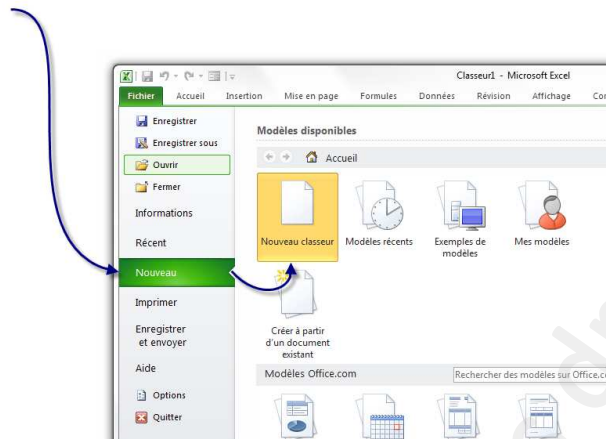 Classeur1 - Microsoft Excel
Fichier Accueil Insertion Mise en page Formules Données Révision Affichage
Enregistrer
Enregistrer sous
Ouvrir
Fermer
Informations
Récent
Nouveau
Imprimer
Enregistrer
et envoyer
Aide
Options
Quitter
Modèles disponibles
Accueil
Nouveau classeur
Modèles récents
Exemples de
modèles
Mes modèles
Créer à partir
d'un document
existant
Modèles Office.com
Rechercher des modèles sur Office.co